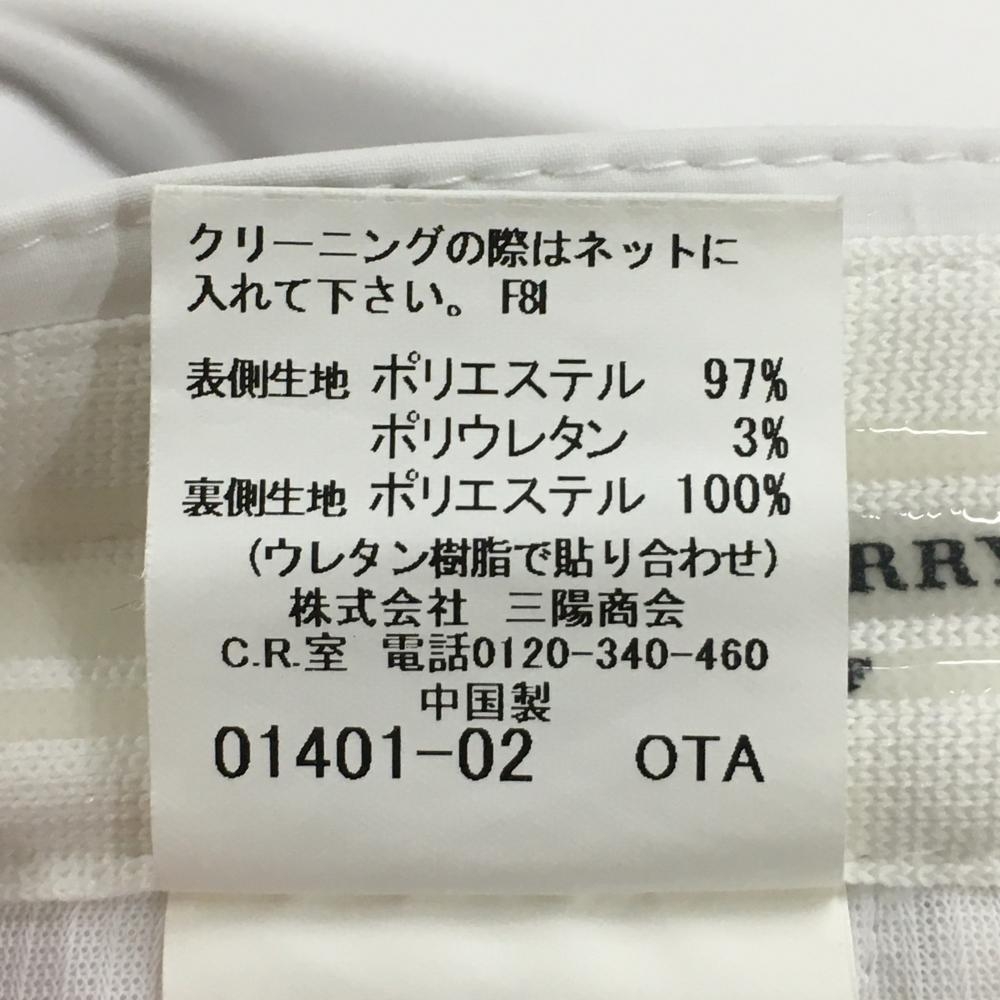 クリーニングの際はネットに
入れて下さい。 F8I
表側生地 ポリエステル 97%
ポリウレタン 3%
裏側生地 ポリエステル 100%
(ウレタン樹脂で貼り合わせ)
株式会社 三陽商会
C.R.室 電話0120-340-460
中国製
01401-02 OTA
RRY
F